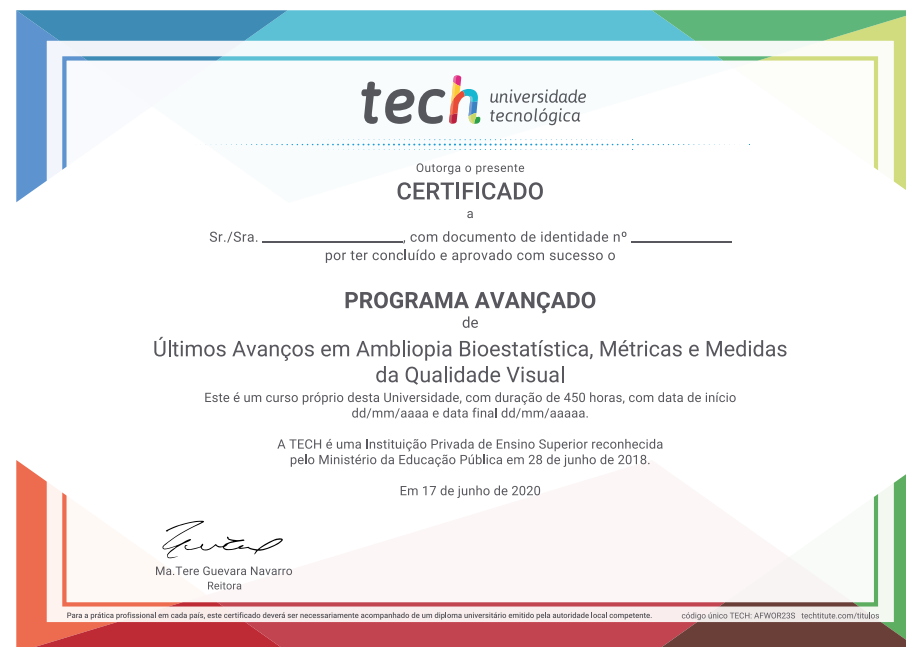 tech universidade
tecnológica
Outorga o presente
CERTIFICADO
a
Sr./Sra. ____________________, com documento de identidade nº ______________
por ter concluído e aprovado com sucesso o
PROGRAMA AVANÇADO
de
Últimos Avanços em Ambliopia Bioestatística, Métricas e Medidas
da Qualidade Visual
Este é um curso próprio desta Universidade, com duração de 450 horas, com data de início
dd/mm/aaaa e data final dd/mm/aaaaa.
A TECH é uma Instituição Privada de Ensino Superior reconhecida
pelo Ministério da Educação Pública em 28 de junho de 2018.
Em 17 de junho de 2020
Ma.Tere Guevara Navarro
Reitora
Para a prática profissional em cada país, este certificado deverá ser necessariamente acompanhado de um diploma universitário emitido pela autoridade local competente. código único TECH: AFWOR23S techtitute.com/titulos